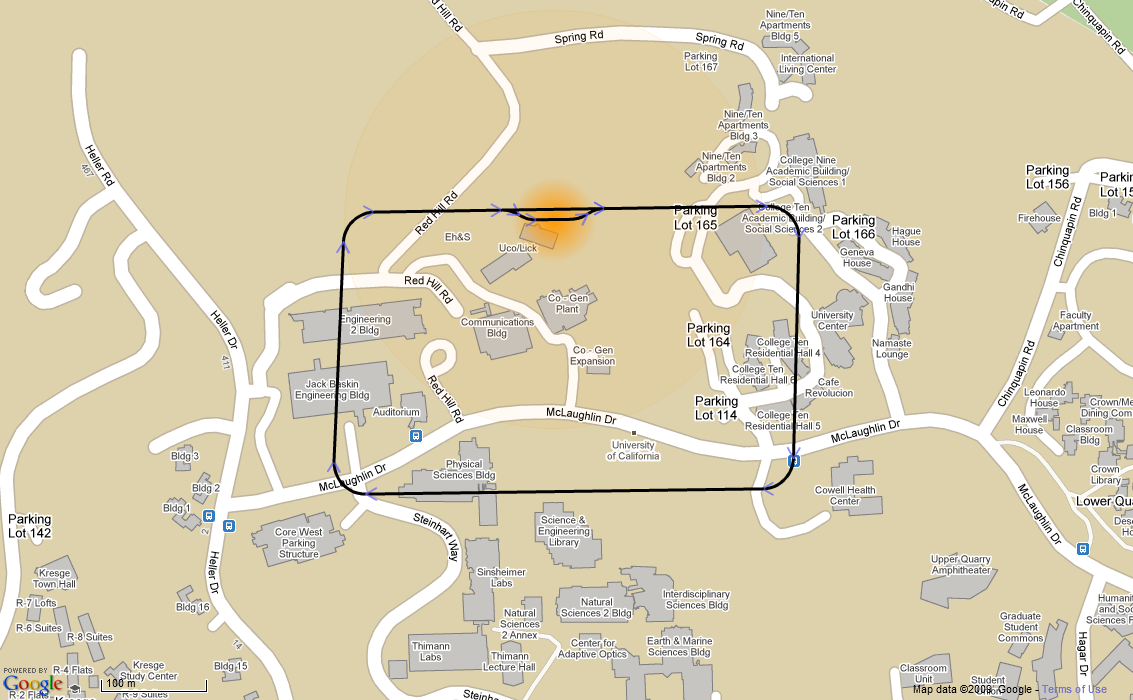 Red Hill Rd
Spring Rd
Spring Rd
Nine/Ten
Apartments
Bldg 5
International
Living Center
Parking
Lot 167
Chinquapin Rd
Nine/Ten
Apartments
Bldg 3
Nine/Ten
Apartments
Bldg 2
College Nine
Academic Building/
Social Sciences 1
Heller Rd
467
Parking
Lot 156
Firehouse
Bldg 1
Chinquapin Rd
Red Hill Rd
Eh&S
Uco/Lick
Parking
Lot 165
College Ten
Academic Building/
Social Sciences 2
Parking
Lot 166
Hague
House
Geneva
House
Gandhi
House
Red Hill Rd
Co - Gen
Plant
Heller Dr
411
Engineering
2 Bldg
Communications
Bldg
Co - Gen
Expansion
Parking
Lot 164
University
Center
Namaste
Lounge
Faculty
Apartment
College Ten
Residential Hall 4
College Ten
Residential Hall 6
Cafe
Revolucion
Chinquapin Rd
Jack Baskin
Engineering Bldg
Auditorium
Red Hill Rd
McLaughlin Dr
University
of California
Parking
Lot 114
College Ten
Residential Hall 5
McLaughlin Dr
Leonardo
House
Maxwell
House
Crown/Me
Dining Com
Classroom
Bldg
Crown
Library
Bldg 3
Bldg 2
Bldg 1
McLaughlin Dr
Physical
Sciences Bldg
Cowell Health
Center
McLaughlin Dr
Lower Qua
Parking
Lot 142
2
Core West
Parking
Structure
Steinhart Way
Science &
Engineering
Library
Heller Dr
Kresge
Town Hall
R-7 Lofts
R-6 Suites
R-8 Suites
Bldg 16
14
Sinsheimer
Labs
Natural
Sciences
2 Annex
Natural
Sciences 2 Bldg
Interdisciplinary
Sciences Bldg
Upper Quarry
Amphitheater
Graduate
Student
Commons
Hagar Dr
Thimann
Labs
Thimann
Lecture Hall
Center for
Adaptive Optics
Earth & Marine
Sciences Bldg
R-4 Flats
R-2 Flats
Kresge
Study Center
R-9 Suites
Bldg 15
Classroom
Unit
POWERED BY
Google
100 m
Map data ©2009 Google - Terms of Use